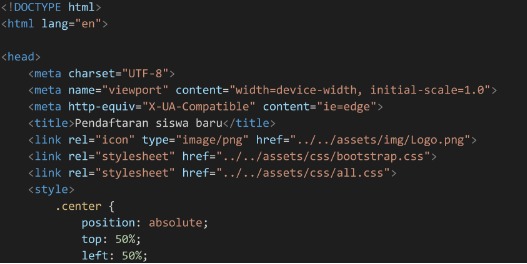 <!DOCTYPE html>
<html lang="en">
<head>
<meta charset="UTF-8">
<meta name="viewport" content="width=device-width, initial-scale=1.0">
<meta http-equiv="X-UA-Compatible" content="ie=edge">
<title>Pendaftaran siswa baru</title>
<link rel="icon" type="image/png" href="../../assets/img/Logo.png">
<link rel="stylesheet" href="../../assets/css/bootstrap.css">
<link rel="stylesheet" href="../../assets/css/all.css">
<style>
.center {
position: absolute;
top: 50%;
left: 50%;